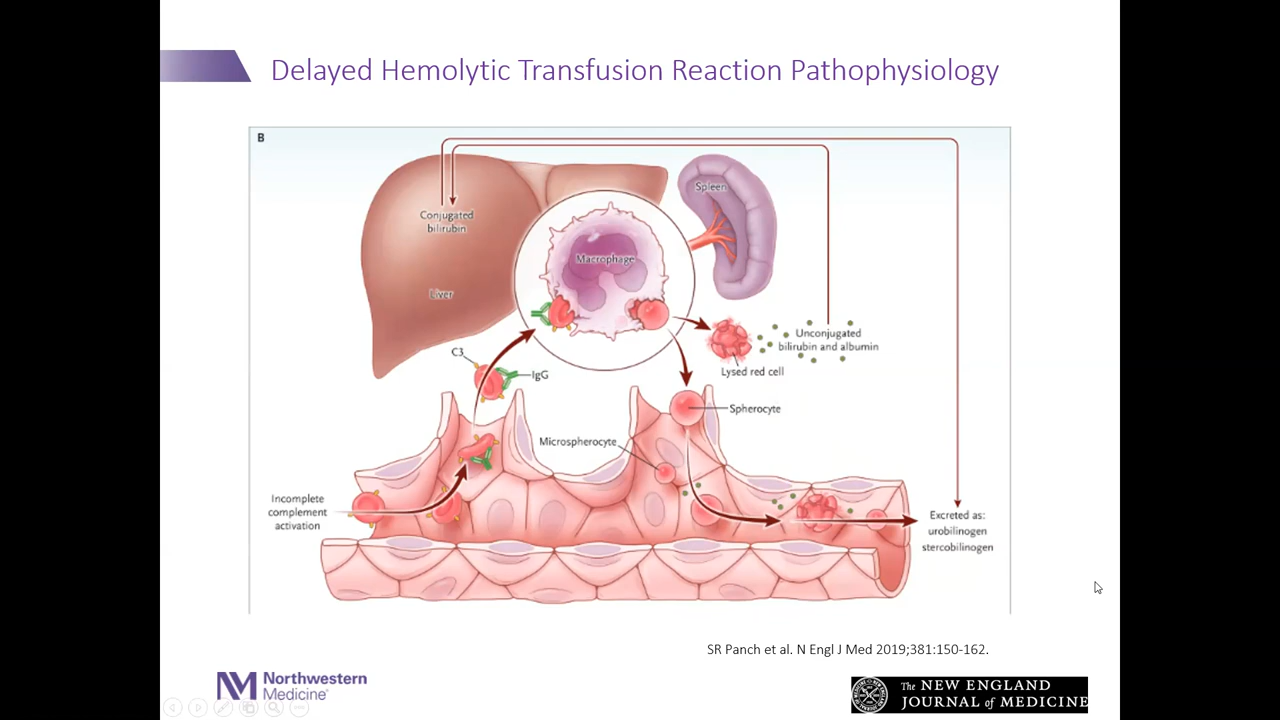 Delayed Hemolytic Transfusion Reaction Pathophysiology
B
Spleen
Conjugated
bilirubin
Macrophage
Liver
Unconjugated
bilirubin and albumin
C3
IgG
Lysed red cell
Spherocyte
Microspherocyte
Incomplete
complement
activation
Excreted as:
urobilinogen
stercobilinogen
SR Panch et al. N Engl J Med 2019;381:150-162.
NM Northwestern
Medicine®
The NEW ENGLAND
JOURNAL of MEDICINE